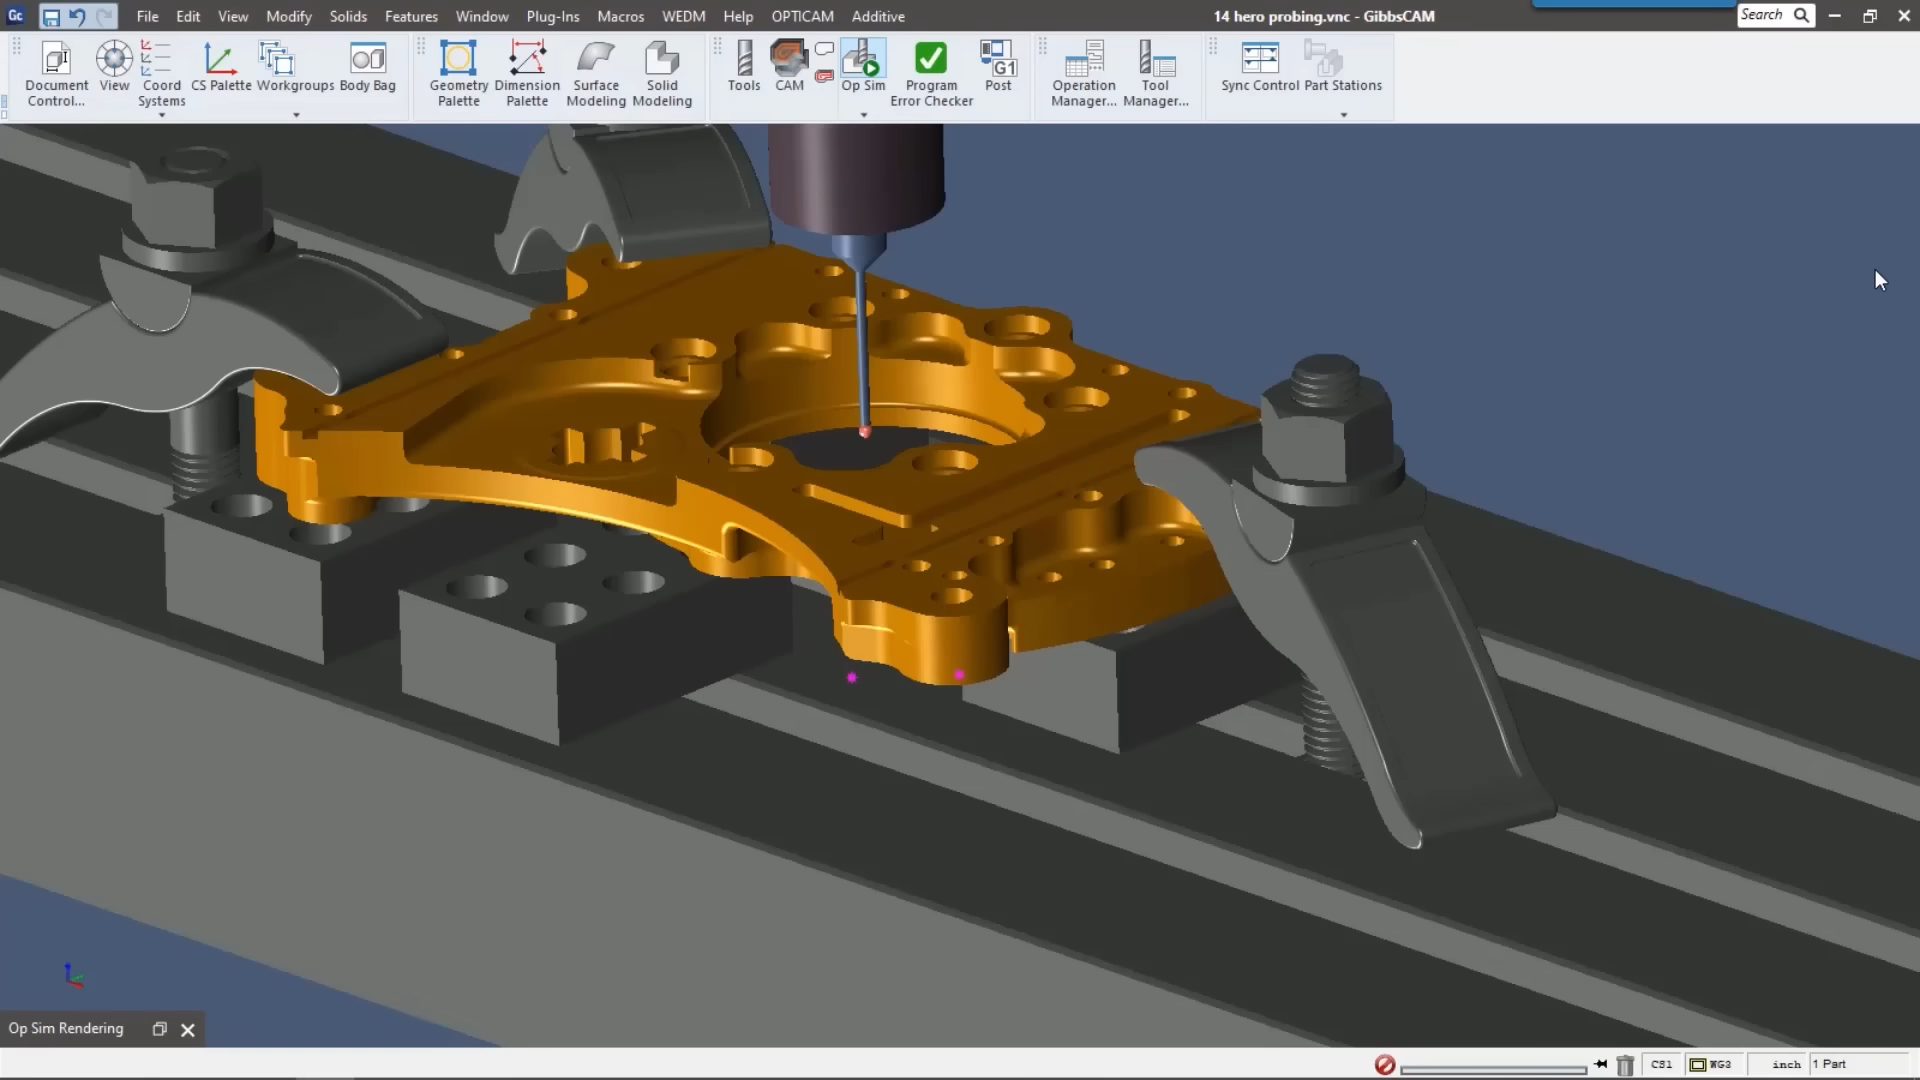 Gc
File Edit View Modify Solids Features Window Plug-Ins Macros WEDM Help OPTICAM Additive
14 hero probing.vnc - GibbsCAM
Search
Document Control...
View
Coord Systems
CS Palette
Workgroups
Body Bag
Geometry Palette
Dimension Palette
Surface Modeling
Solid Modeling
Tools
CAM
Op Sim
Program Error Checker
G1
Post
Operation Manager...
Tool Manager...
Sync Control
Part Stations
Op Sim Rendering
CS1
WG3
inch
1 Part